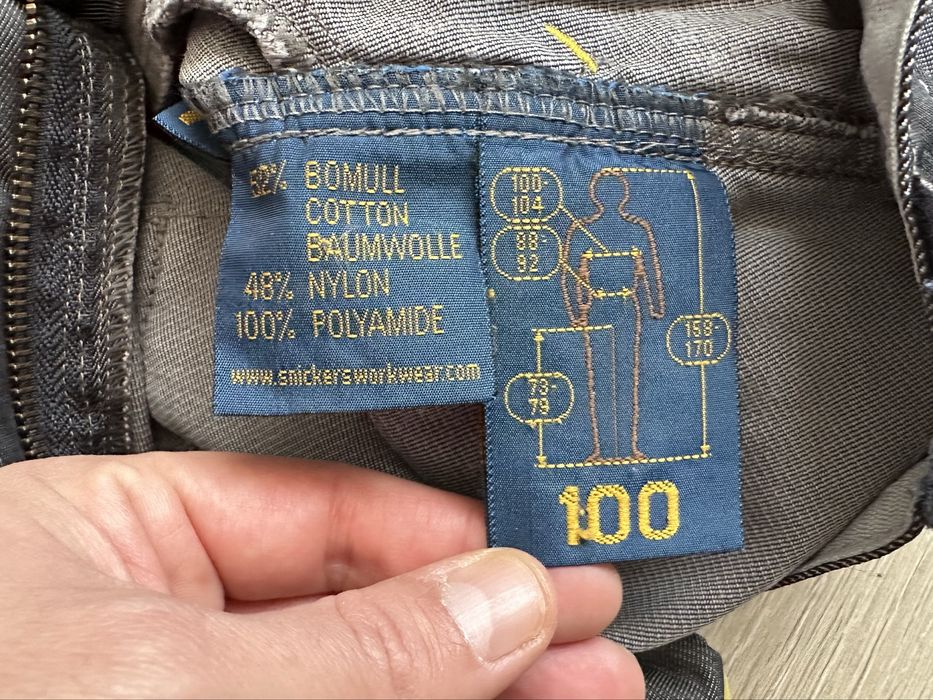 52% BOMULL
COTTON
BAUMWOLLE
48% NYLON
100% POLYAMIDE
www.snickersworkwear.com
100-
104
88-
92
158-
170
73-
79
100